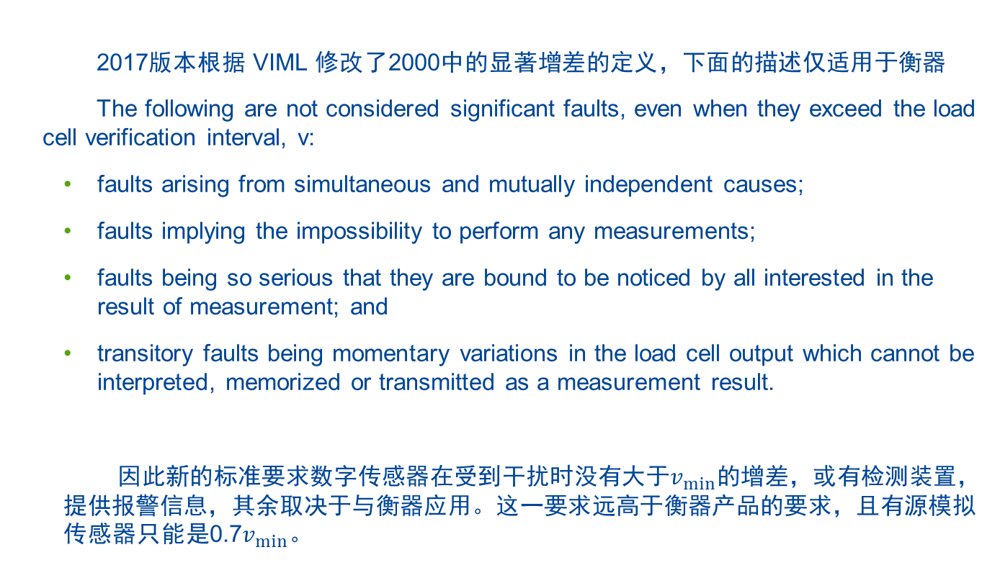 2017版本根据 VIML 修改了2000中的显著增差的定义，下面的描述仅适用于衡器
The following are not considered significant faults, even when they exceed the load
cell verification interval, v:
• faults arising from simultaneous and mutually independent causes;
• faults implying the impossibility to perform any measurements;
• faults being so serious that they are bound to be noticed by all interested in the
result of measurement; and
• transitory faults being momentary variations in the load cell output which cannot be
interpreted, memorized or transmitted as a measurement result.
因此新的标准要求数字传感器在受到干扰时没有大于v_min的增差，或有检测装置，
提供报警信息，其余取决于与衡器应用。这一要求远高于衡器产品的要求，且有源模拟
传感器只能是0.7v_min。